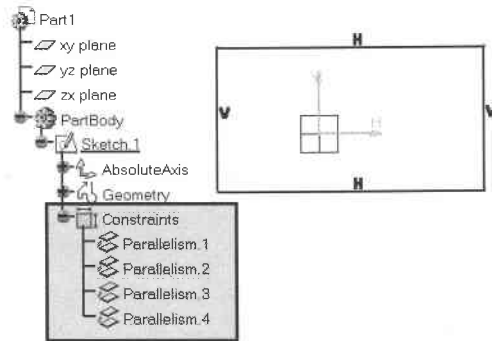 Part1
xy plane
yz plane
zx plane
PartBody
Sketch.1
AbsoluteAxis
Geometry
Constraints
Parallelism.1
Parallelism.2
Parallelism.3
Parallelism.4
H
V
V
V
H
H